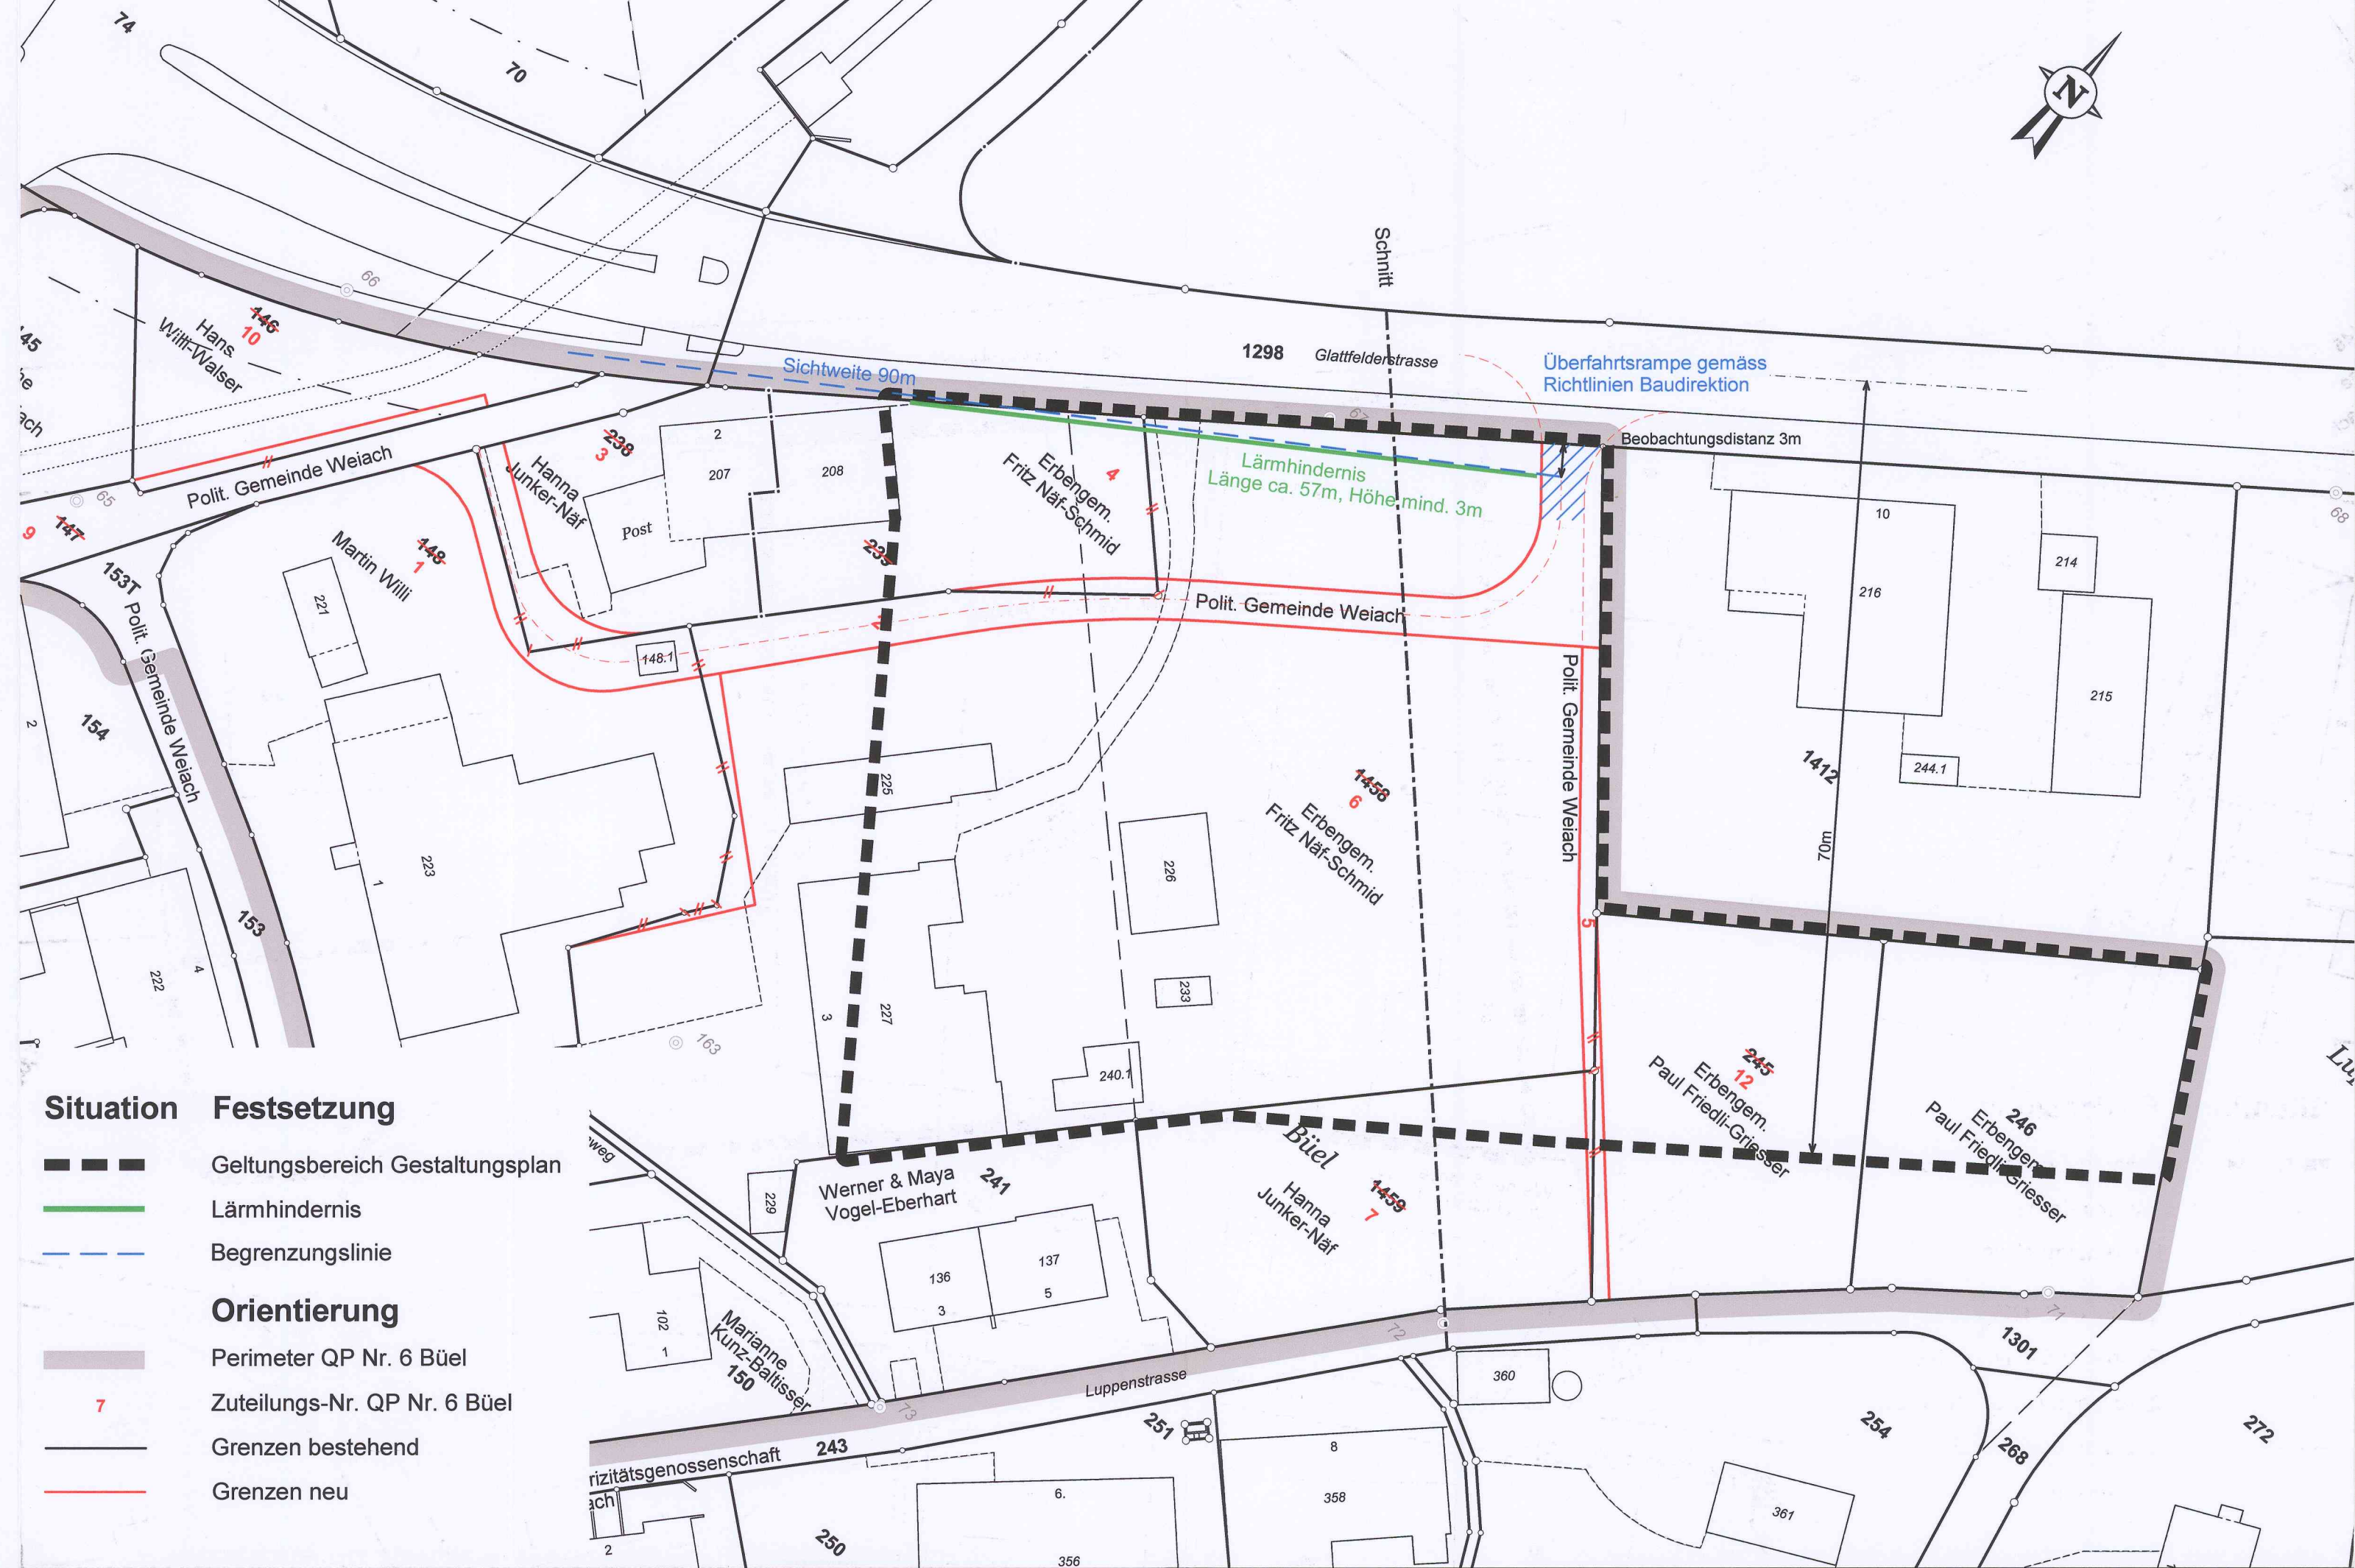 74
70
N
66
Schnitt
1298
Glattfelderstrasse
Überfahrtsrampe gemäss
Richtlinien Baudirektion
Sichtweite 90m
67
Beobachtungsdistanz 3m
146
10
Hans
Willi-Walser
Polit. Gemeinde Weiach
65
9
147
153T
Polit. Gemeinde Weiach
Martin Willi
148
1
221
238
3
Hanna
Junker-Näf
Post
2
207
208
239
Erbengem.
Fritz Näf-Schmid
4
Lärmhindernis
Länge ca. 57m, Höhe mind. 3m
Polit. Gemeinde Weiach
2
148.1
10
216
214
215
244.1
1412
70m
68
Polit. Gemeinde Weiach
5
1458
6
Erbengem.
Fritz Näf-Schmid
225
226
227
3
233
240.1
223
1
154
2
153
222
4
163
245
12
Erbengem.
Paul Friedli-Griesser
246
Erbengem.
Paul Friedli-Griesser
Büel
1459
7
Hanna
Junker-Näf
Werner & Maya
Vogel-Eberhart
241
229
136
3
137
5
102
1
Marianne
Kunz-Baltisser
150
73
72
71
Luppenstrasse
243
251
250
6.
356
8
358
360
361
254
268
272
1301
2
Situation
Festsetzung
Geltungsbereich Gestaltungsplan
Lärmhindernis
Begrenzungslinie
Orientierung
Perimeter QP Nr. 6 Büel
7
Zuteilungs-Nr. QP Nr. 6 Büel
Grenzen bestehend
Grenzen neu